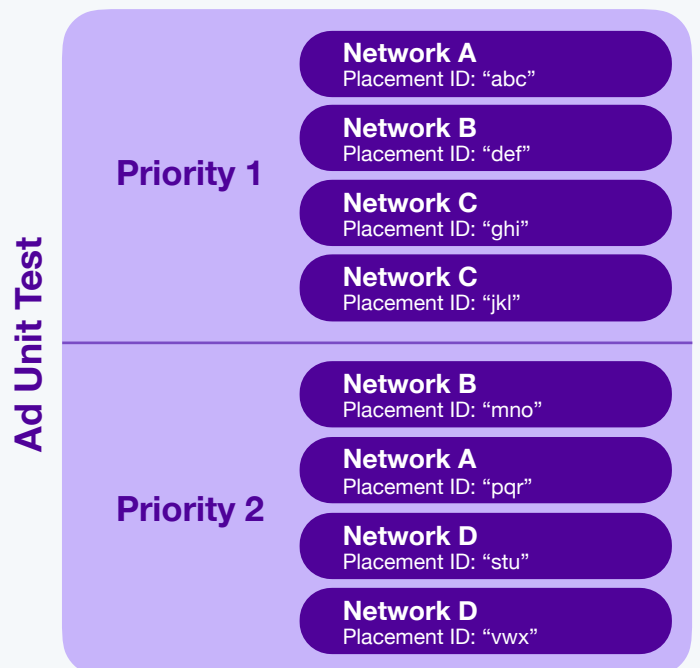 Ad Unit Test
Priority 1
Network A
Placement ID: “abc”
Network B
Placement ID: “def”
Network C
Placement ID: “ghi”
Network C
Placement ID: “jkl”
Priority 2
Network B
Placement ID: “mno”
Network A
Placement ID: “pqr”
Network D
Placement ID: “stu”
Network D
Placement ID: “vwx”